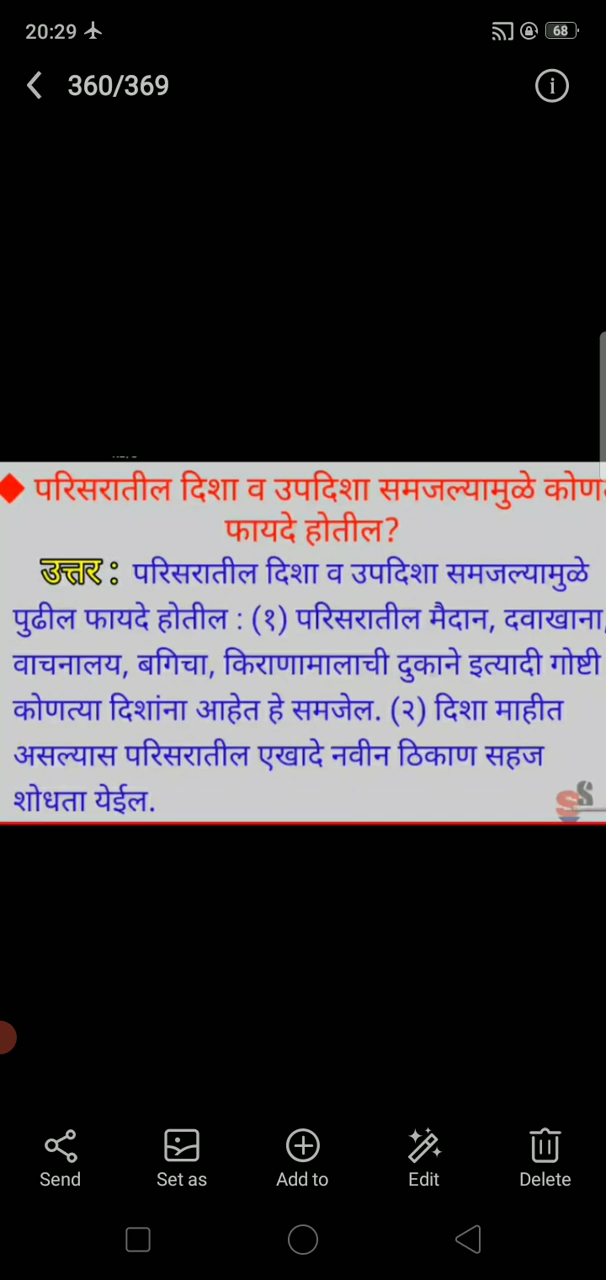 20:29
68
360/369
परिसरातील दिशा व उपदिशा समजल्यामुळे
फायदे होतील?
उत्तर : परिसरातील दिशा व उपदिशा समजल्यामुळे
पुढील फायदे होतील : (१) परिसरातील मैदान, दवाखाना,
वाचनालय, बगिचा, किराणामालाची दुकाने इत्यादी गोष्टी
कोणत्या दिशांना आहेत हे समजेल. (२) दिशा माहीत
असल्यास परिसरातील एखादे नवीन ठिकाण सहज
शोधता येईल.
SS
Send Set as Add to Edit Delete